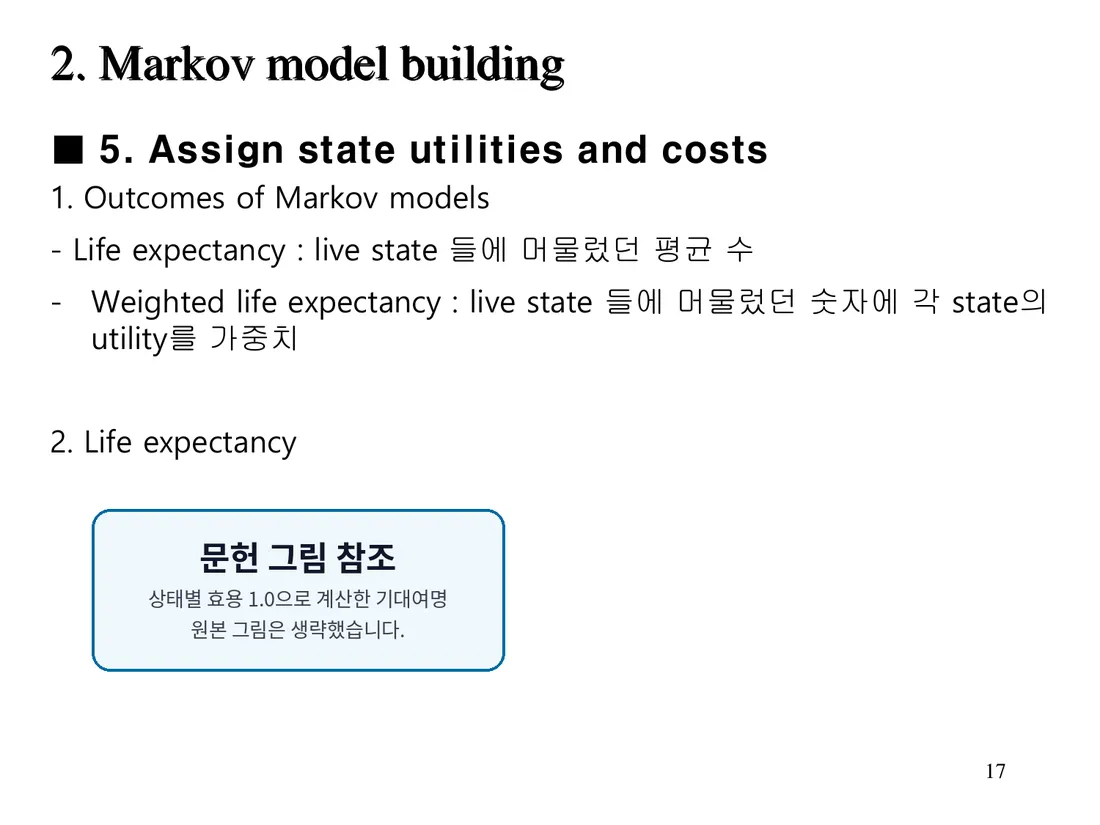 2. Markov model building
■ 5. Assign state utilities and costs
1. Outcomes of Markov models
- Life expectancy : live state 들에 머물렀던 평균 수
- Weighted life expectancy : live state 들에 머물렀던 숫자에 각 state의
utility를 가중치
2. Life expectancy
문헌 그림 참조
상태별 효용 1.0으로 계산한 기대여명
원본 그림은 생략했습니다.
17